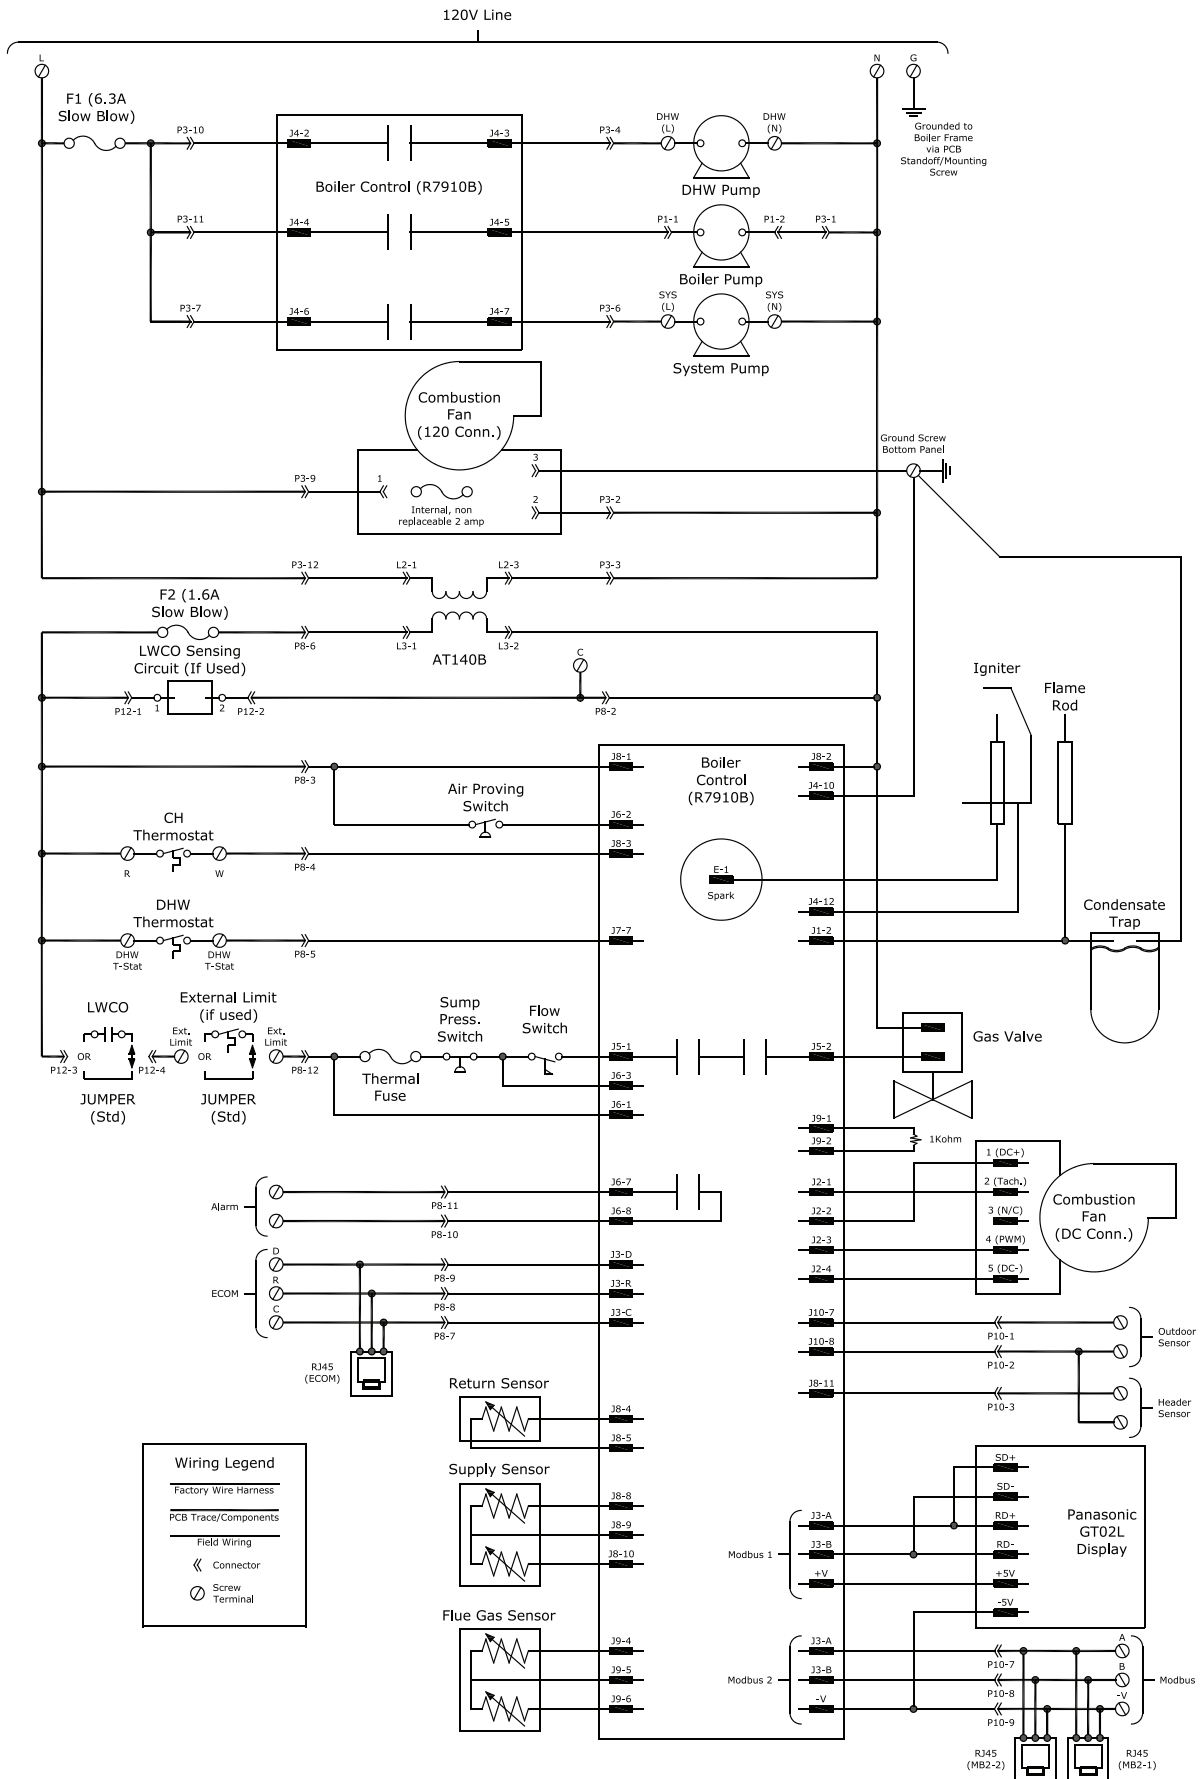 120V Line
L
N
G
F1 (6.3A
Slow Blow)
P3-10
J4-2
J4-3
P3-4
DHW
(L)
DHW
(N)
Grounded to
Boiler Frame
via PCB
Standoff/Mounting
Screw
Boiler Control (R7910B)
DHW Pump
P3-11
J4-4
J4-5
P1-1
P1-2
P3-1
Boiler Pump
P3-7
J4-6
J4-7
P3-6
SYS
(L)
SYS
(N)
System Pump
Combustion
Fan
(120 Conn.)
Ground Screw
Bottom Panel
P3-9
1
3
2
P3-2
Internal, non
replaceable 2 amp
P3-12
L2-1
L2-3
P3-3
F2 (1.6A
Slow Blow)
P8-6
L3-1
L3-2
AT140B
LWCO Sensing
Circuit (If Used)
C
P12-1
1
2
P12-2
P8-2
Igniter
Flame
Rod
P8-3
J8-1
Boiler
Control
(R7910B)
J8-2
J4-10
Air Proving
Switch
J6-2
CH
Thermostat
R
W
P8-4
J8-3
E-1
Spark
J4-12
DHW
Thermostat
DHW
T-Stat
DHW
T-Stat
P8-5
J7-7
J1-2
Condensate
Trap
LWCO
External Limit
(if used)
Ext.
Limit
Ext.
Limit
OR
OR
P12-3
P12-4
P8-12
JUMPER
(Std)
JUMPER
(Std)
Thermal
Fuse
Sump
Press.
Switch
Flow
Switch
J5-1
J6-3
J6-1
J5-2
Gas Valve
J9-1
J9-2
1Kohm
Alarm
P8-11
P8-10
J6-7
J6-8
J2-1
J2-2
J2-3
J2-4
1 (DC+)
2 (Tach.)
3 (N/C)
4 (PWM)
5 (DC-)
Combustion
Fan
(DC Conn.)
ECOM
D
R
C
P8-9
P8-8
P8-7
J3-D
J3-R
J3-C
RJ45
(ECOM)
J10-7
J10-8
J8-11
P10-1
P10-2
P10-3
Outdoor
Sensor
Header
Sensor
Return Sensor
J8-4
J8-5
Supply Sensor
J8-8
J8-9
J8-10
Flue Gas Sensor
J9-4
J9-5
J9-6
Wiring Legend
Factory Wire Harness
PCB Trace/Components
Field Wiring
Connector
Screw
Terminal
Modbus 1
J3-A
J3-B
+V
SD+
SD-
RD+
RD-
+5V
-5V
Panasonic
GT02L
Display
Modbus 2
J3-A
J3-B
-V
P10-7
P10-8
P10-9
A
B
-V
Modbus
RJ45
(MB2-2)
RJ45
(MB2-1)